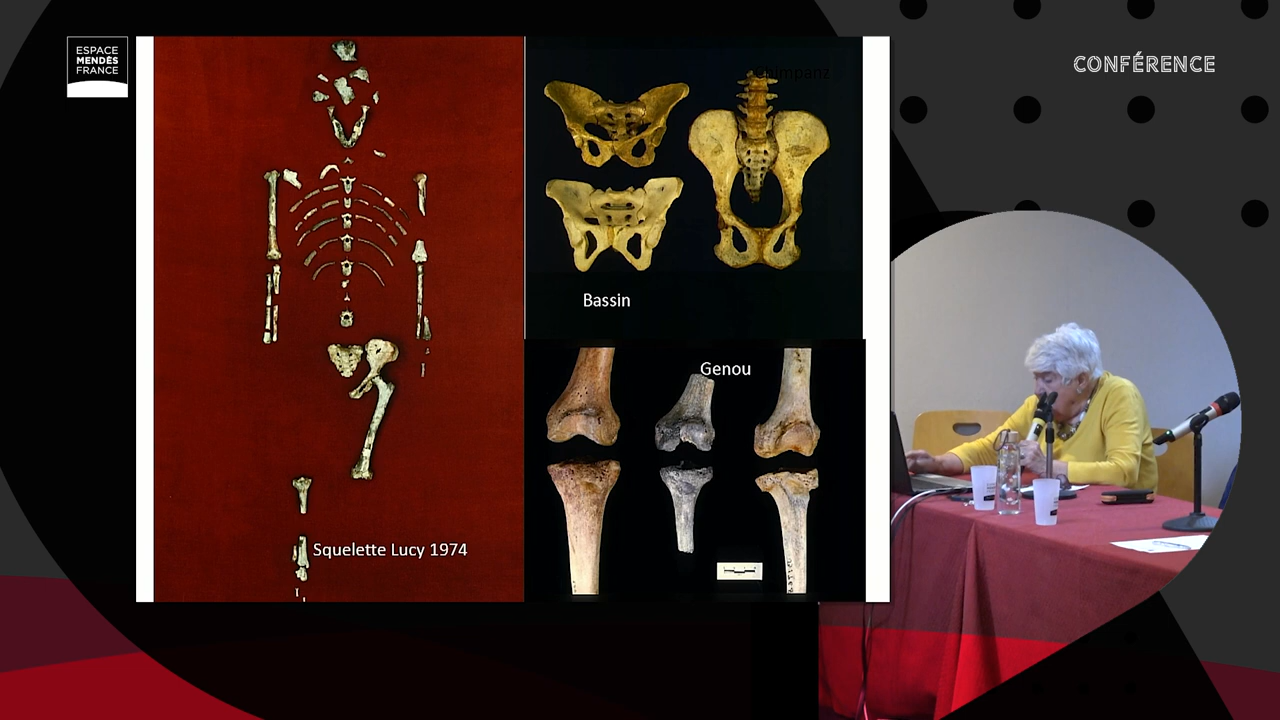 ESPACE
MENDÈS
FRANCE
CONFÉRENCE
Bassin
Genou
Squelette Lucy 1974